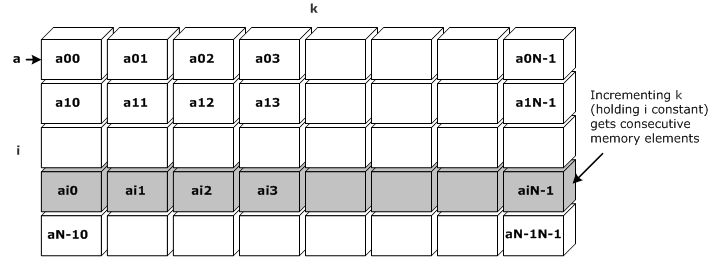 k
a a00 a01 a02 a03 a0N-1
a10 a11 a12 a13 a1N-1
Incrementing k
(holding i constant)
gets consecutive
memory elements
i
ai0 ai1 ai2 ai3 aiN-1
aN-10 aN-1N-1